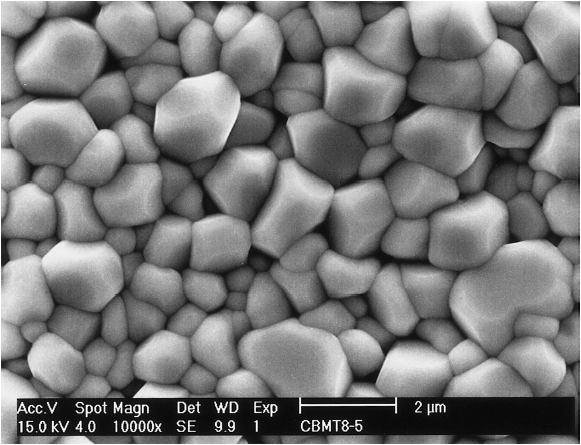 Acc.V Spot Magn Det WD Exp 2 µm
15.0 kV 4.0 10000x SE 9.9 1 CBMT8-5